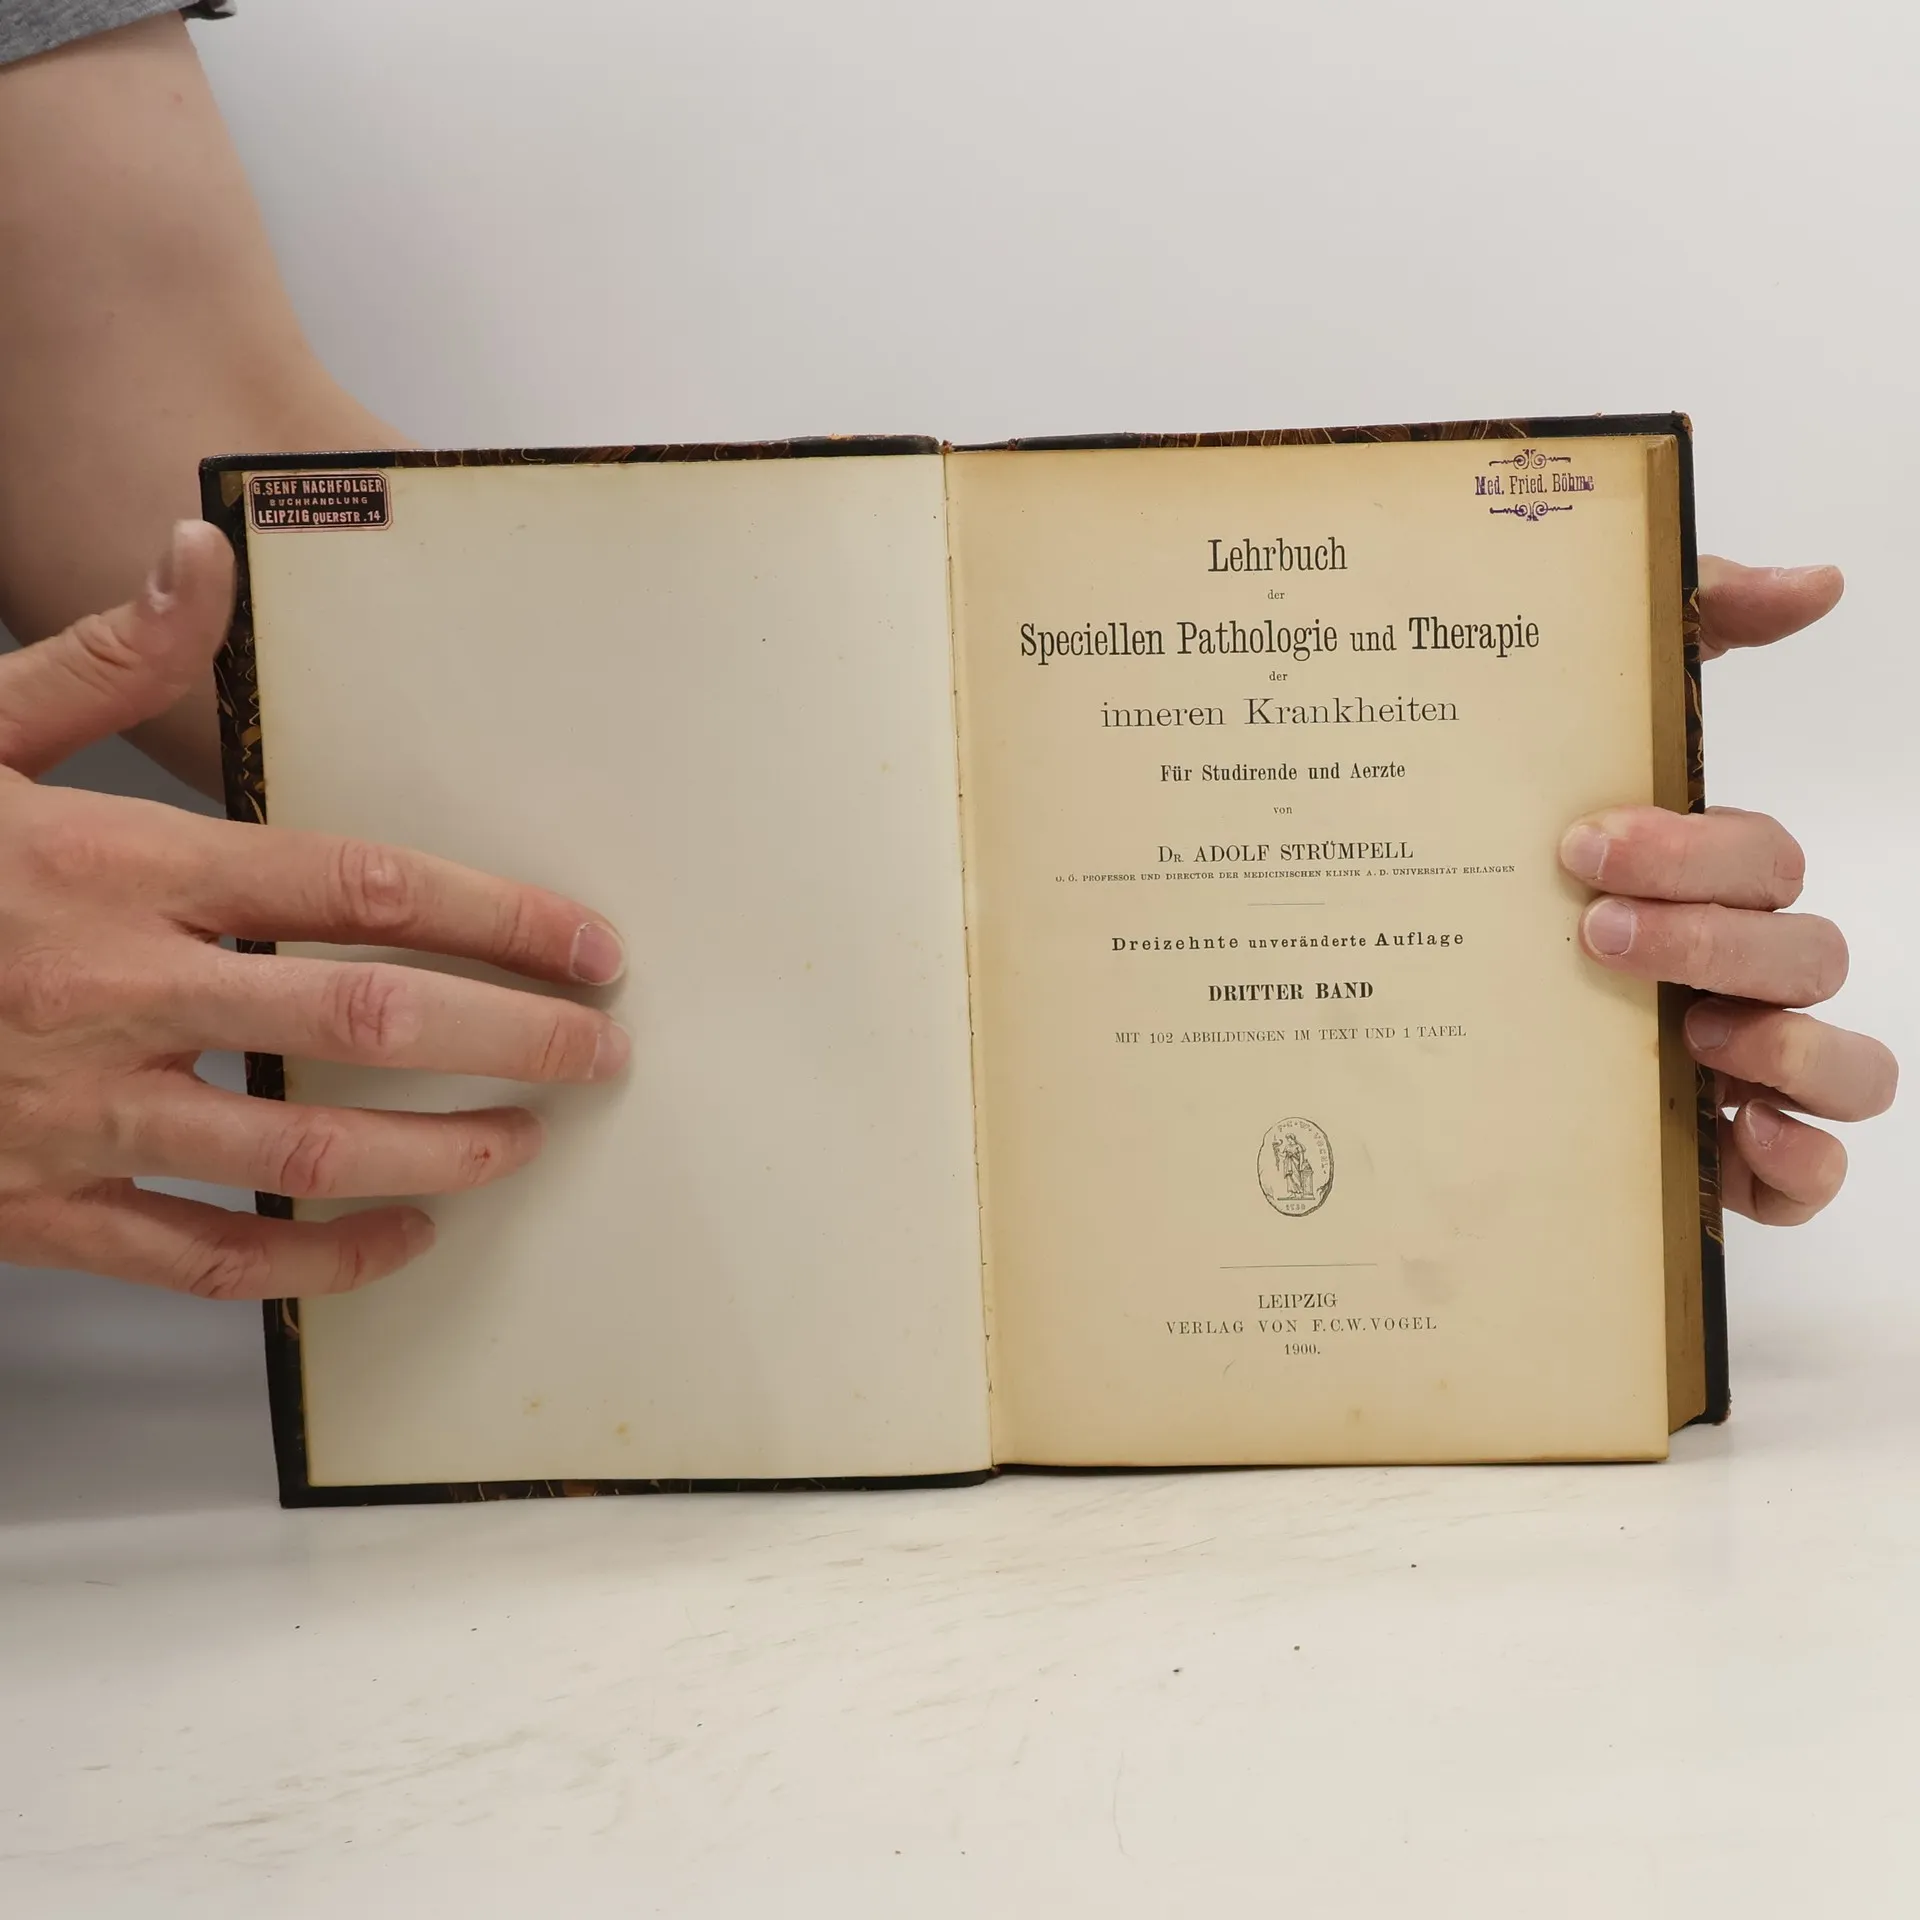 G. SENF NACHFOLGER
BUCHHANDLUNG
LEIPZIG QUERSTR. 14
Med. Fried. Böhme
Lehrbuch
der
Speciellen Pathologie und Therapie
der
inneren Krankheiten
Für Studirende und Aerzte
von
DR. ADOLF STRÜMPELL
O. Ö. PROFESSOR UND DIRECTOR DER MEDICINISCHEN KLINIK A. D. UNIVERSITÄT ERLANGEN
Dreizehnte unveränderte Auflage
DRITTER BAND
MIT 102 ABBILDUNGEN IM TEXT UND 1 TAFEL
F·C·W·VOGEL·
1730
LEIPZIG
VERLAG VON F.C.W.VOGEL
1900.